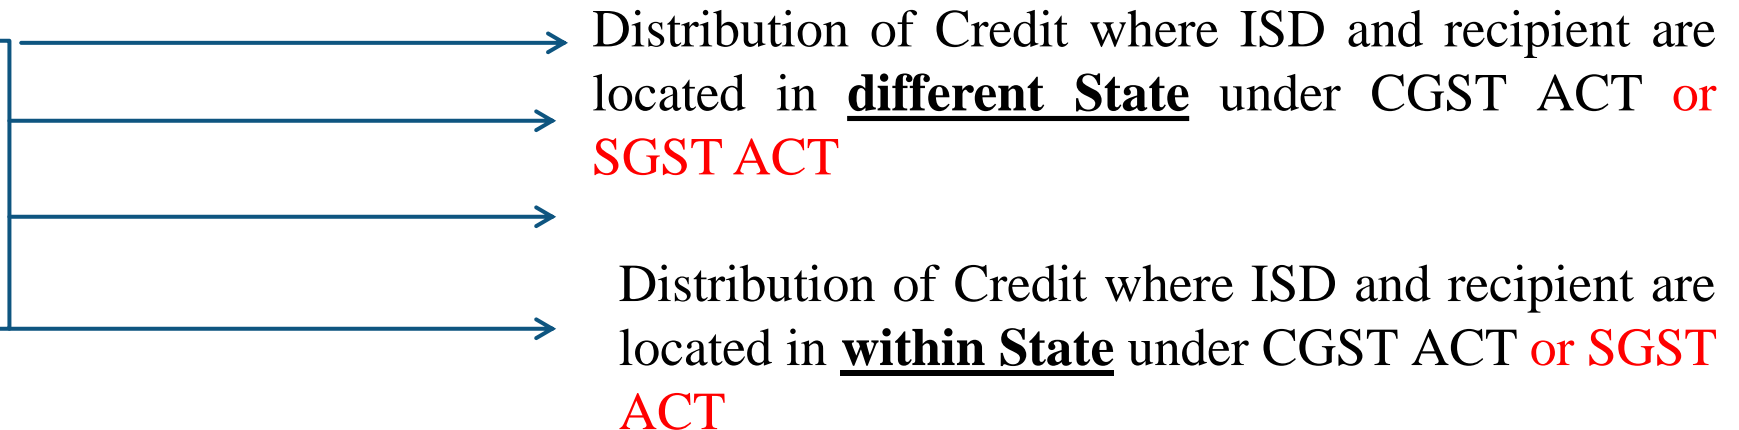 Distribution of Credit where ISD and recipient are
located in different State under CGST ACT or
SGST ACT
Distribution of Credit where ISD and recipient are
located in within State under CGST ACT or SGST
ACT